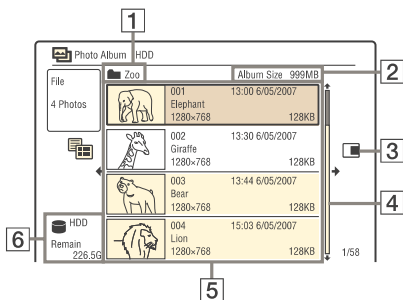 1
Photo Album HDD
Zoo Album Size 999MB
2
File
4 Photos
001 13:00 6/05/2007
Elephant
1280×768 128KB
002 13:30 6/05/2007
Giraffe
1280×768 128KB
3
003 13:44 6/05/2007
Bear
1280×768 128KB
4
6
HDD
Remain
226.5G
004 15:03 6/05/2007
Lion
1280×768 128KB
1/58
5